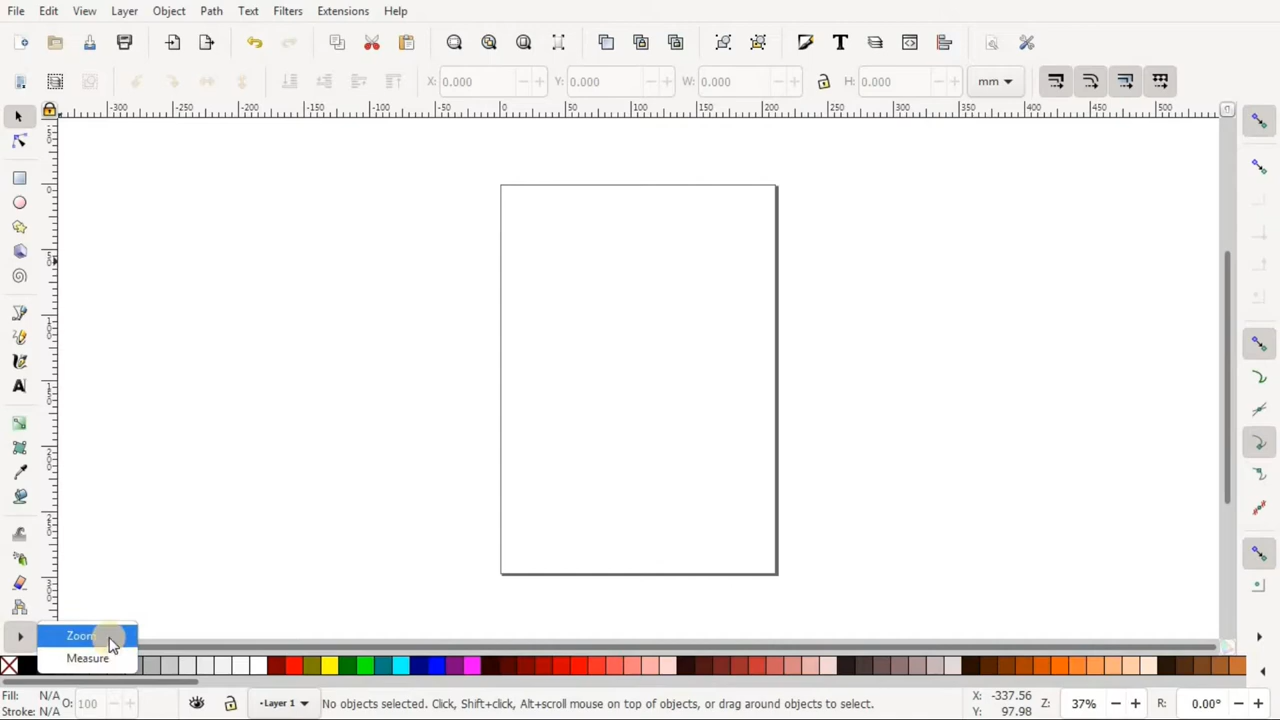 File Edit View Layer Object Path Text Filters Extensions Help
X: 0.000 Y: 0.000 W: 0.000 H: 0.000 mm
-300 -250 -200 -150 -100 -50 0 50 100 150 200 250 300 350 400 450 500
Zoom
Measure
Fill: N/A
Stroke: N/A
O: 100
-Layer 1
No objects selected. Click, Shift+click, Alt+scroll mouse on top of objects, or drag around objects to select.
X: -337.56
Y: 97.98
Z: 37%
R: 0.00°